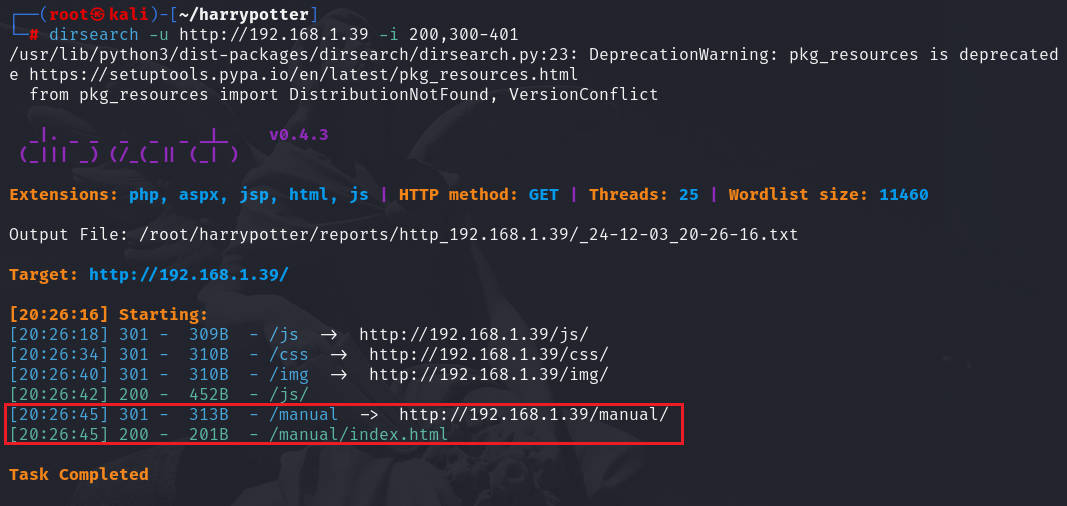 ┌──(root㉿kali)-[~/harrypotter]
└─# dirsearch -u http://192.168.1.39 -i 200,300-401
/usr/lib/python3/dist-packages/dirsearch/dirsearch.py:23: DeprecationWarning: pkg_resources is deprecated
e https://setuptools.pypa.io/en/latest/pkg_resources.html
  from pkg_resources import DistributionNotFound, VersionConflict
  _|. _ _  _  _  _ _|_    v0.4.3
 (_||| _) (/_(_|| (_| )
Extensions: php, aspx, jsp, html, js | HTTP method: GET | Threads: 25 | Wordlist size: 11460
Output File: /root/harrypotter/reports/http_192.168.1.39/_24-12-03_20-26-16.txt
Target: http://192.168.1.39/
[20:26:16] Starting:
[20:26:18] 301 -  309B  - /js  ->  http://192.168.1.39/js/
[20:26:34] 301 -  310B  - /css  ->  http://192.168.1.39/css/
[20:26:40] 301 -  310B  - /img  ->  http://192.168.1.39/img/
[20:26:42] 200 -  452B  - /js/
[20:26:45] 301 -  313B  - /manual  ->  http://192.168.1.39/manual/
[20:26:45] 200 -  201B  - /manual/index.html
Task Completed